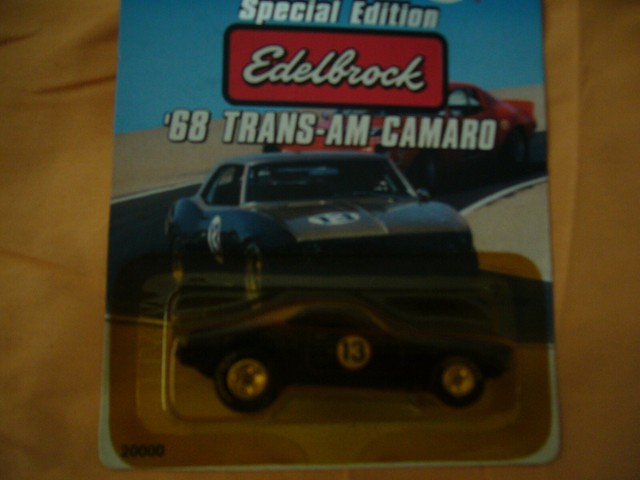 Special Edition
Edelbrock
'68 TRANS-AM CAMARO
13
13
20000